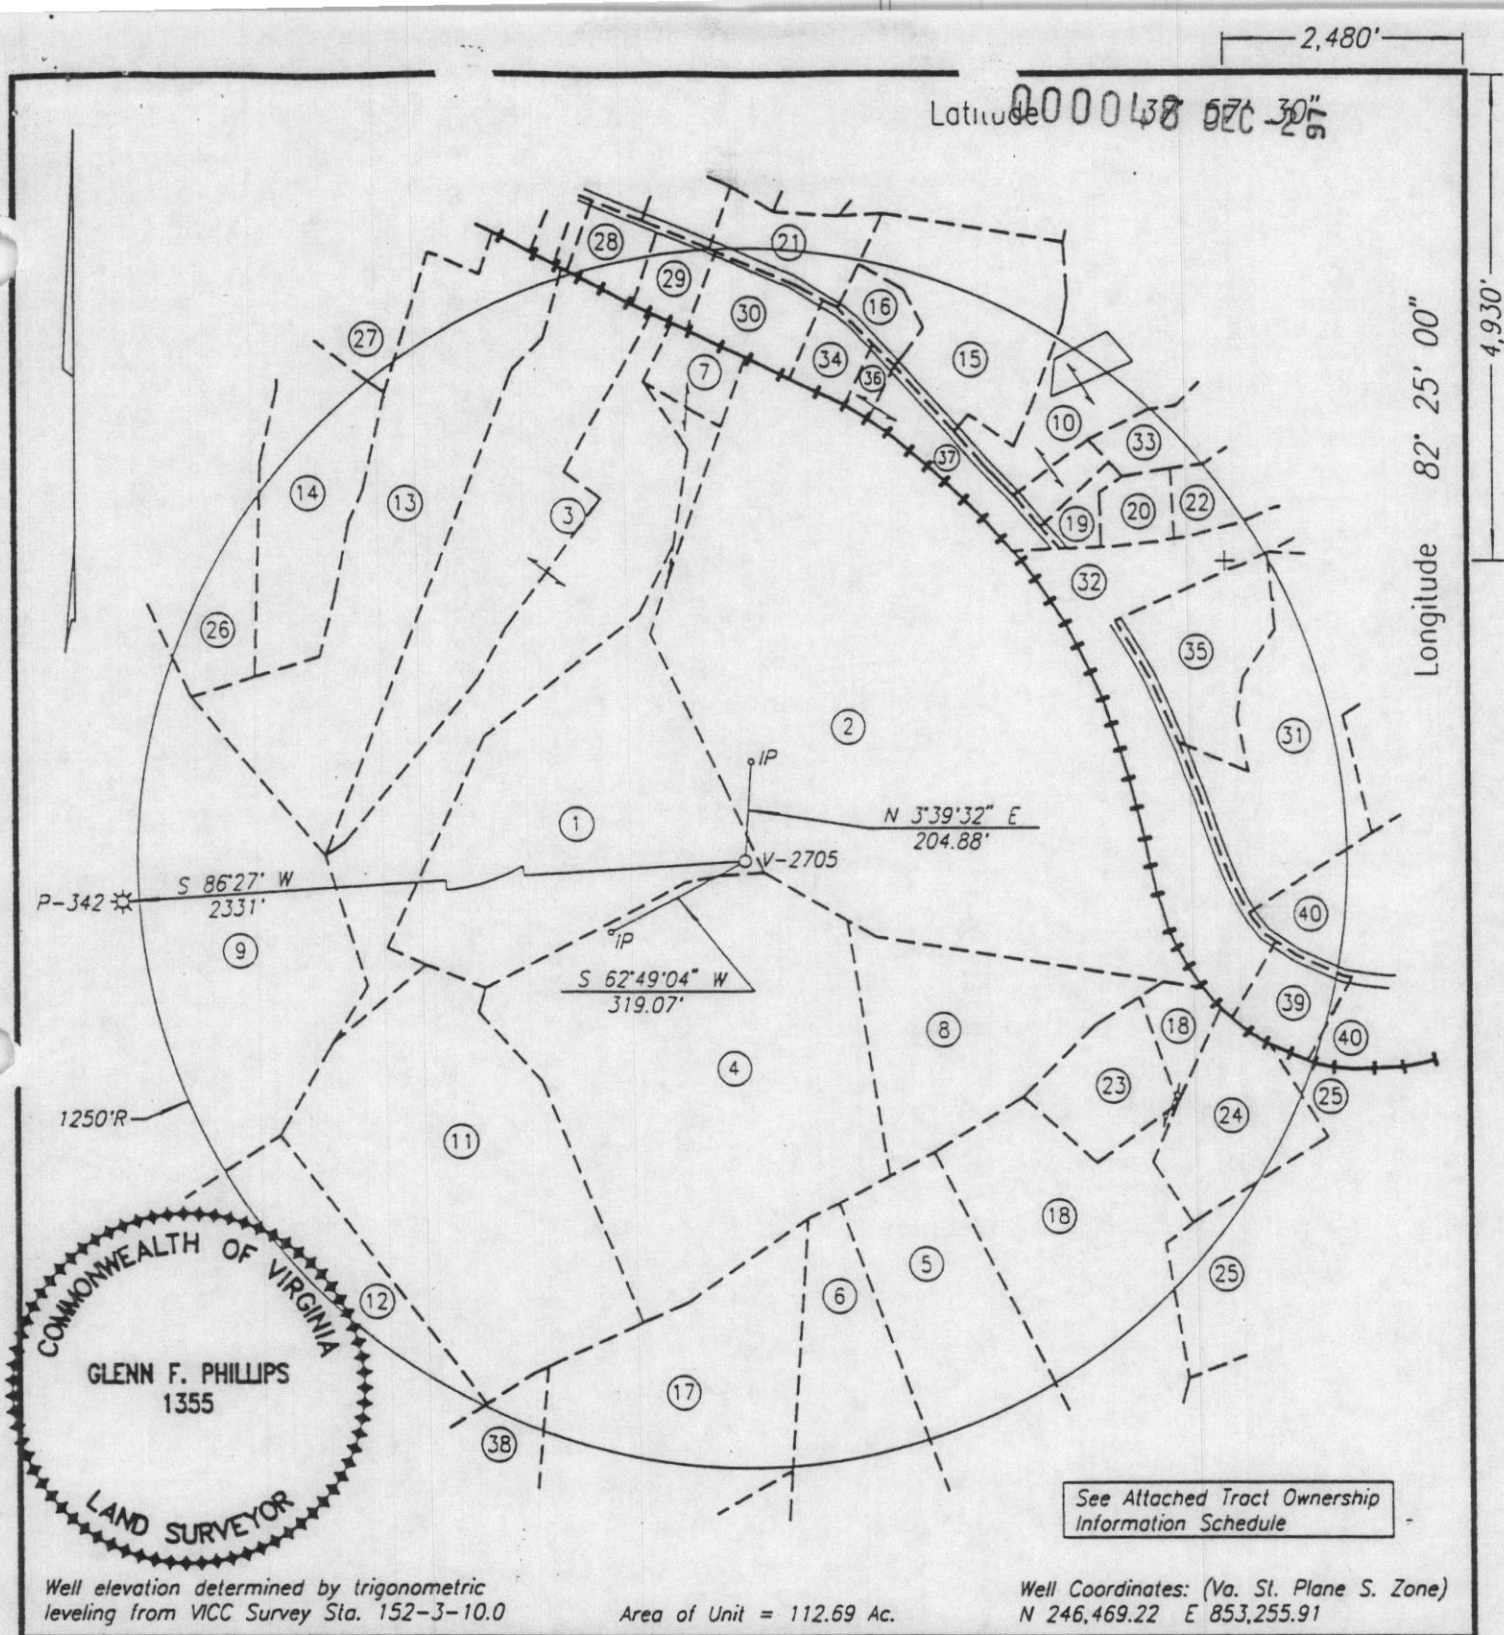 2,480'
Latitude 37° 57' 30"
00004 8 DEC -2 97
4,930'
Longitude 82° 25' 00"
28
21
29
16
27
30
34
15
7
36
10
33
37
14
13
3
22
20
19
32
26
35
2
31
IP
N 3°39'32" E
204.88'
1
V-2705
S 86°27' W
2331'
P-342
40
IP
9
S 62°49'04" W
319.07'
39
18
8
40
4
23
25
24
1250'R
11
18
5
25
6
12
COMMONWEALTH OF VIRGINIA
GLENN F. PHILLIPS
1355
LAND SURVEYOR
17
38
See Attached Tract Ownership
Information Schedule
Well elevation determined by trigonometric
leveling from VICC Survey Sta. 152-3-10.0
Area of Unit = 112.69 Ac.
Well Coordinates: (Va. St. Plane S. Zone)
N 246,469.22 E 853,255.91